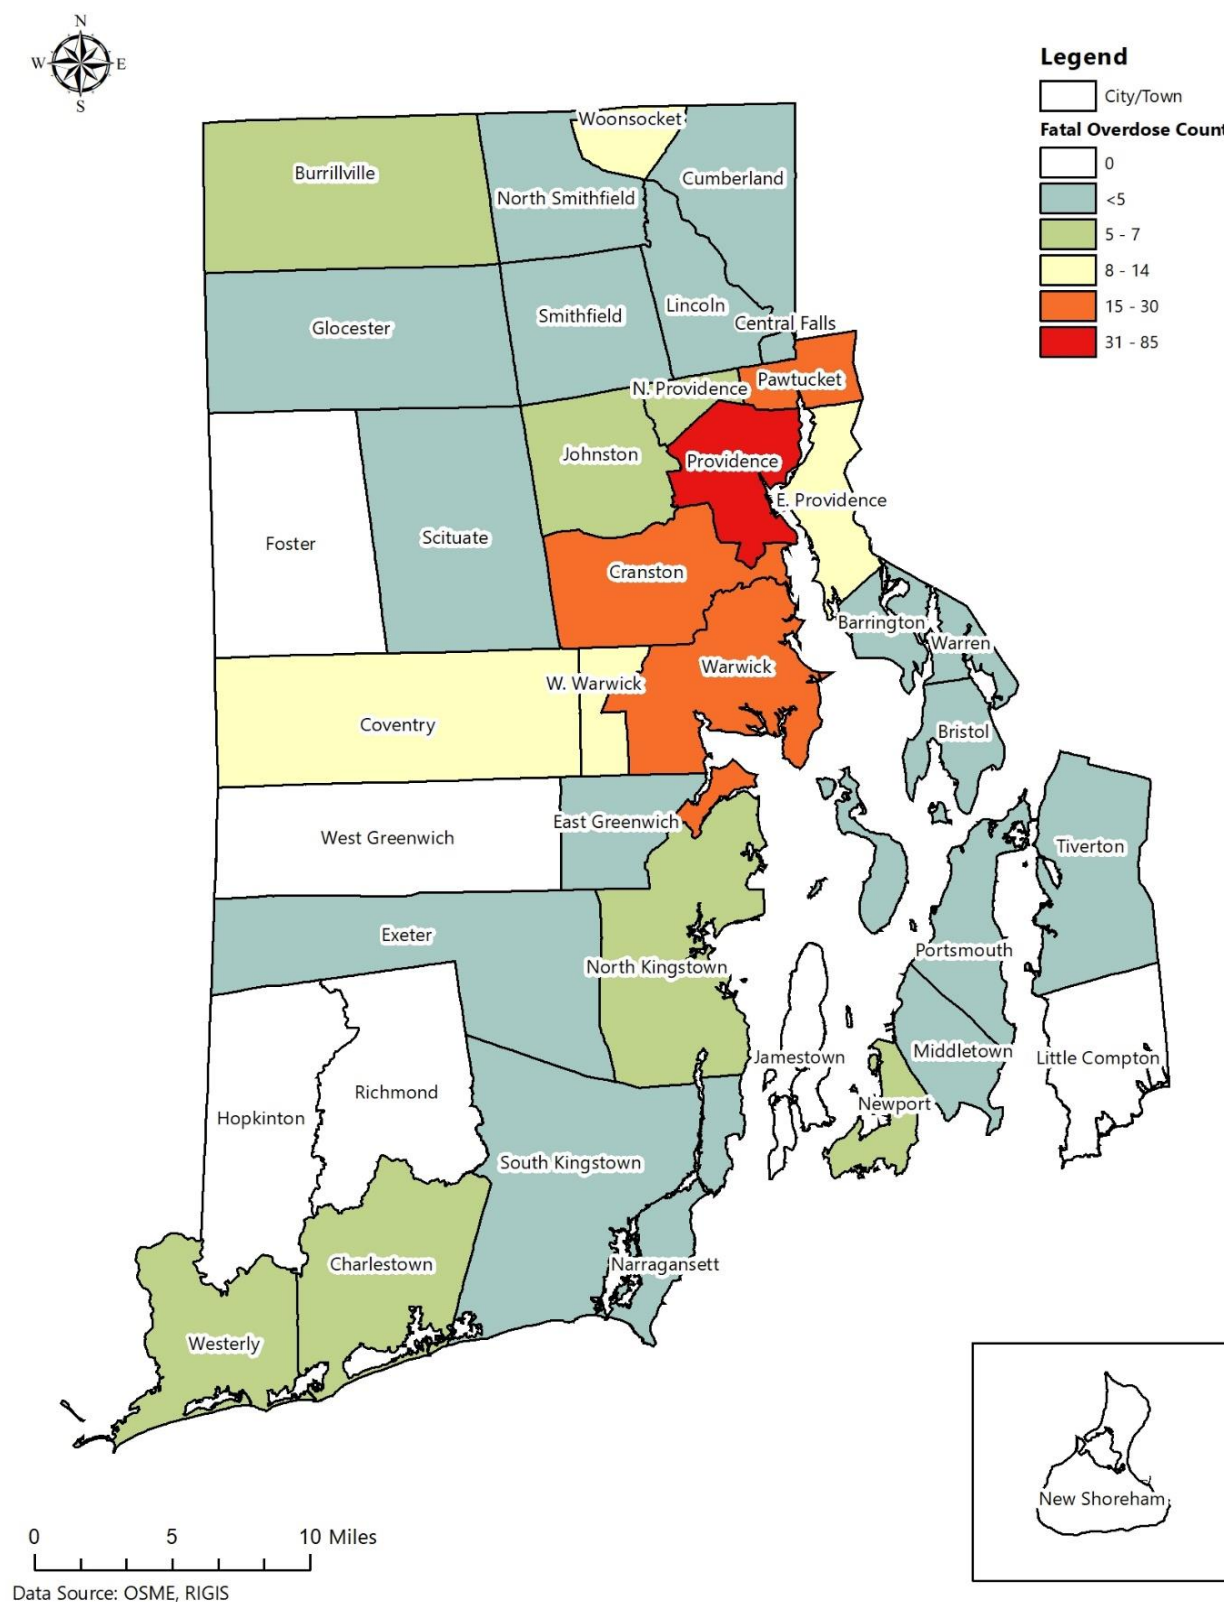 N
W E
S
Legend
City/Town
Fatal Overdose Count
0
<5
5 - 7
8 - 14
15 - 30
31 - 85
Woonsocket
Burrillville
Cumberland
North Smithfield
Lincoln
Smithfield
Central Falls
Glocester
Pawtucket
N. Providence
Johnston
Providence
E. Providence
Scituate
Foster
Cranston
Barrington
Warren
Warwick
W. Warwick
Coventry
Bristol
East Greenwich
West Greenwich
Tiverton
Exeter
Portsmouth
North Kingstown
Middletown
Jamestown
Little Compton
Richmond
Newport
Hopkinton
South Kingstown
Charlestown
Narragansett
Westerly
New Shoreham
0 5 10 Miles
Data Source: OSME, RIGIS